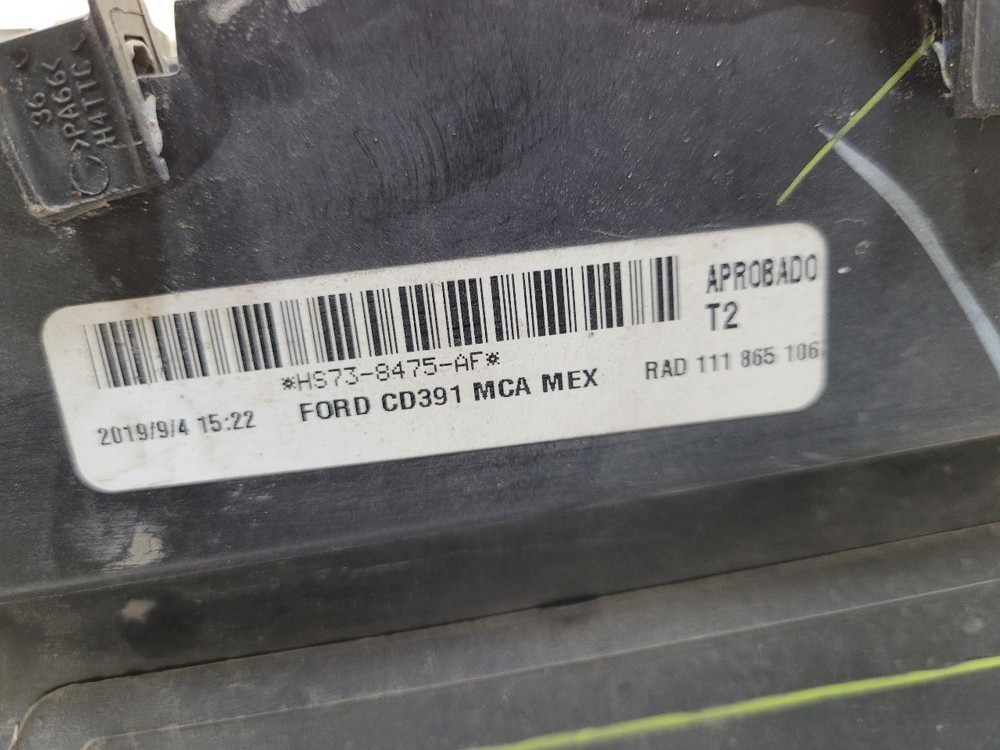 36
>PA66<
H4TTC
APROBADO
T2
*HS73-8475-AF*
2019/9/4 15:22
FORD CD391 MCA MEX
RAD 111 865 106